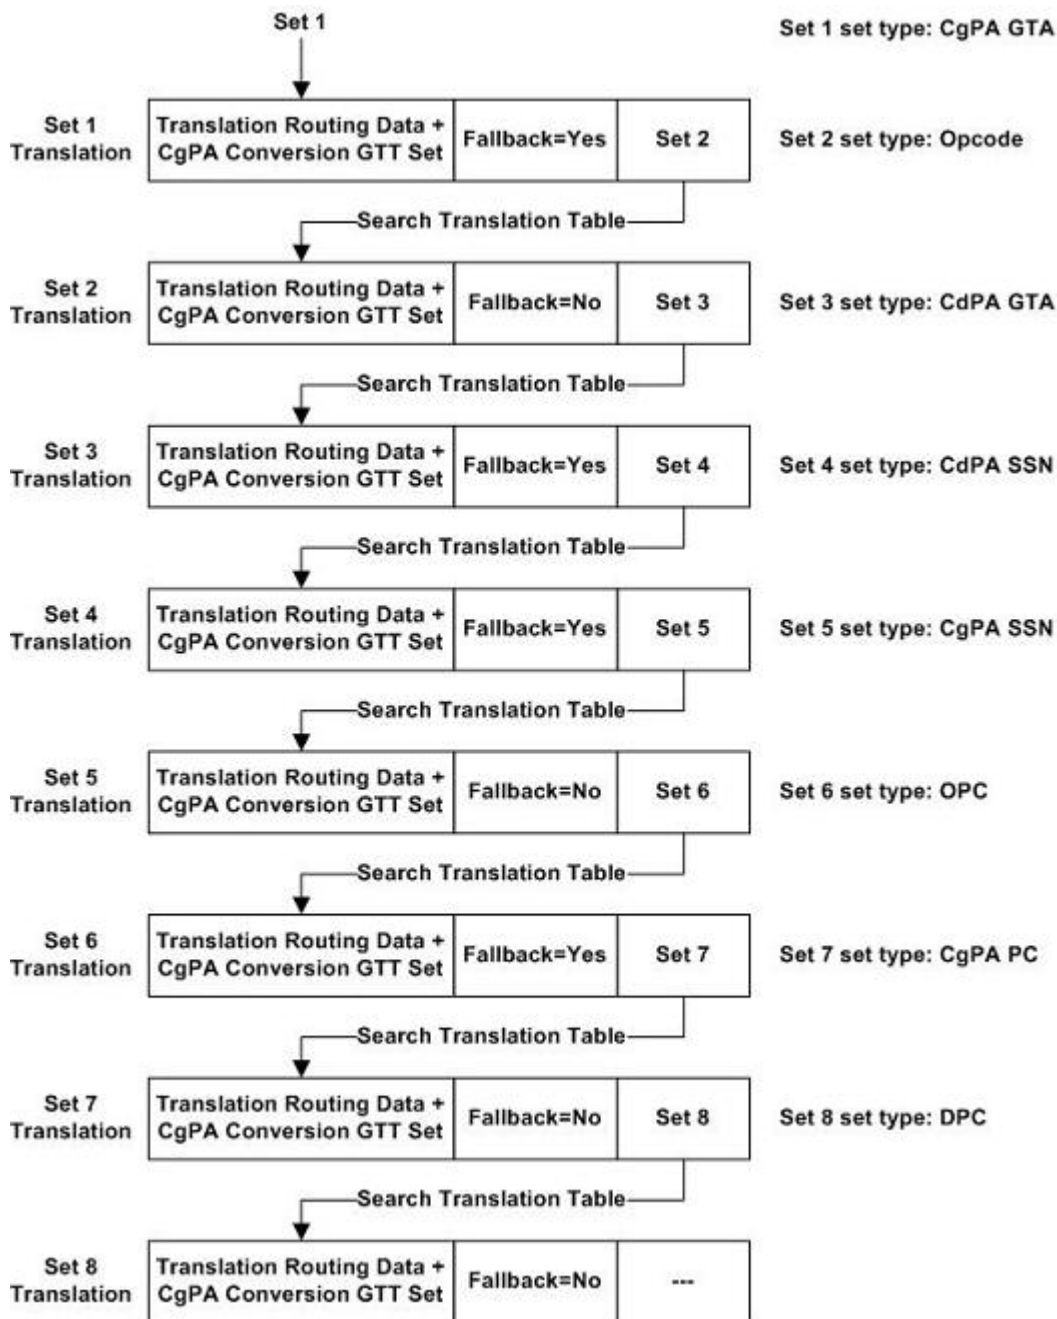 Set 1
Set 1 set type: CgPA GTA
Set 1
Translation
Translation Routing Data +
CgPA Conversion GTT Set
Fallback=Yes
Set 2
Set 2 set type: Opcode
Search Translation Table
Set 2
Translation
Translation Routing Data +
CgPA Conversion GTT Set
Fallback=No
Set 3
Set 3 set type: CdPA GTA
Search Translation Table
Set 3
Translation
Translation Routing Data +
CgPA Conversion GTT Set
Fallback=Yes
Set 4
Set 4 set type: CdPA SSN
Search Translation Table
Set 4
Translation
Translation Routing Data +
CgPA Conversion GTT Set
Fallback=Yes
Set 5
Set 5 set type: CgPA SSN
Search Translation Table
Set 5
Translation
Translation Routing Data +
CgPA Conversion GTT Set
Fallback=No
Set 6
Set 6 set type: OPC
Search Translation Table
Set 6
Translation
Translation Routing Data +
CgPA Conversion GTT Set
Fallback=Yes
Set 7
Set 7 set type: CgPA PC
Search Translation Table
Set 7
Translation
Translation Routing Data +
CgPA Conversion GTT Set
Fallback=No
Set 8
Set 8 set type: DPC
Search Translation Table
Set 8
Translation
Translation Routing Data +
CgPA Conversion GTT Set
Fallback=No
---